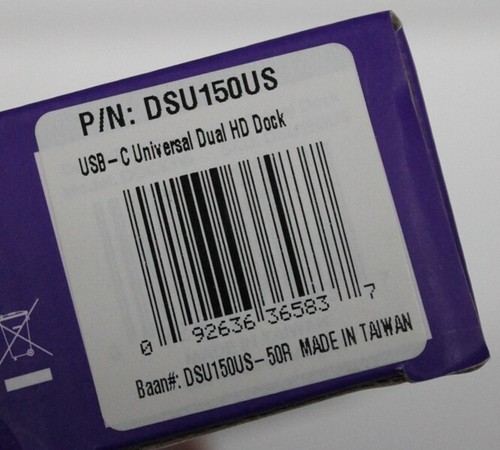 P/N: DSU150US
USB-C Universal Dual HD Dock
0 92636 36583 7
Baan#: DSU150US-50R MADE IN TAIWAN